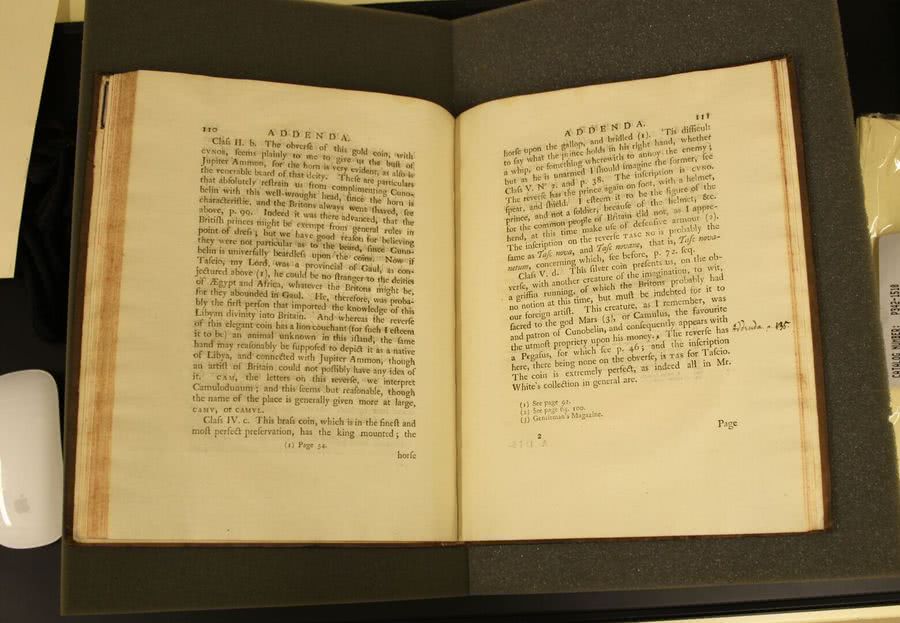 110
ADDENDA.
Claſs II. b. The obverſe of this gold coin, with
CVNOB, ſeems plainly to me to give us the buſt of
Jupiter Ammon, for the horn is very evident, as alſo is
the venerable beard of that deity. Theſe are particulars
that abſolutely reſtrain us from complimenting Cuno-
belin with this well-wrought head, ſince the horn is
characteriſtic, and the Britons always went ſhaved, ſee
above, p. 99. Indeed it was there advanced, that the
Britiſh princes might be exempt from general rules in
point of dreſs; but we have good reaſon for believing
they were not particular as to the beard, ſince Cuno-
belin is univerſally beardleſs upon the coins. Now if
Taſcio, my Lord, was a provincial of Gaul, as con-
jectured above (1), he could be no ſtranger to the deities
of Ægypt and Africa, whatever the Britons might be,
for they abounded in Gaul. He, therefore, was proba-
bly the firſt perſon that imported the knowledge of this
Libyan divinity into Britain. And whereas the reverſe
of this elegant coin has a lion couchant (for ſuch I eſteem
it to be) an animal unknown in this iſland, the ſame
hand may reaſonably be ſuppoſed to depict it as a native
of Libya, and connected with Jupiter Ammon, though
an artiſt of Britain could not poſſibly have any idea of
it. CAM, the letters on this reverſe, we interpret
Camulodunum; and this ſeems but reaſonable, though
the name of the place is generally given more at large,
CAMV, or CAMVL.
Claſs IV. c. This braſs coin, which is in the fineſt and
moſt perfect preſervation, has the king mounted; the
(1) Page 34.
horſe
111
ADDENDA.
horſe upon the gallop, and bridled (1). 'Tis difficult
to ſay what the prince holds in his right hand, whether
a whip, or ſomething wherewith to annoy the enemy;
but as he is unarmed I ſhould imagine the former, ſee
Claſs V. No 2. and p. 58. The inſcription is CVNO.
The reverſe has the prince again on foot, with a helmet,
ſpear, and ſhield. I eſteem it to be the figure of the
prince, and not a ſoldier, becauſe of the helmet, &c.
for the common people of Britain did not, as I appre-
hend, at this time make uſe of defenſive armour (2).
The inſcription on the reverſe TASC NO is probably the
ſame as Taſc nova, and Taſc novane, that is, Taſc nova-
netum, concerning which, ſee before, p. 72. ſeq.
Claſs V. d. This ſilver coin preſents us, on the ob-
verſe, with another creature of the imagination, to wit,
a griffin running, of which the Britons probably had
no notion at this time, but muſt be indebted for it to
our foreign artiſt. This creature, as I remember, was
ſacred to the god Mars (3), or Camulus, the favourite
and patron of Cunobelin, and conſequently appears with
the utmoſt propriety upon his money. The reverſe has
a Pegaſus, for which ſee p. 46; and the inſcription
here, there being none on the obverſe, is TAS for Taſcio.
The coin is extremely perfect, as indeed all in Mr.
White's collection in general are.
(1) See page 92.
(2) See page 65. 100.
(3) Gentleman's Magazine.
2
Page
Addenda p. 135
CATALOG NUMBER: P342-1510